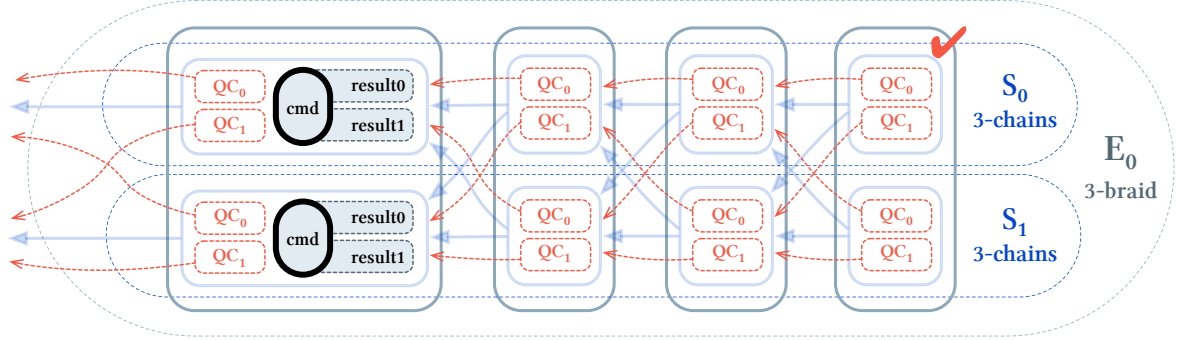 QC0
QC1
cmd
result0
result1
QC0
QC1
QC0
QC1
QC0
QC1
S0
3-chains
E0
3-braid
QC0
QC1
cmd
result0
result1
QC0
QC1
QC0
QC1
QC0
QC1
S1
3-chains